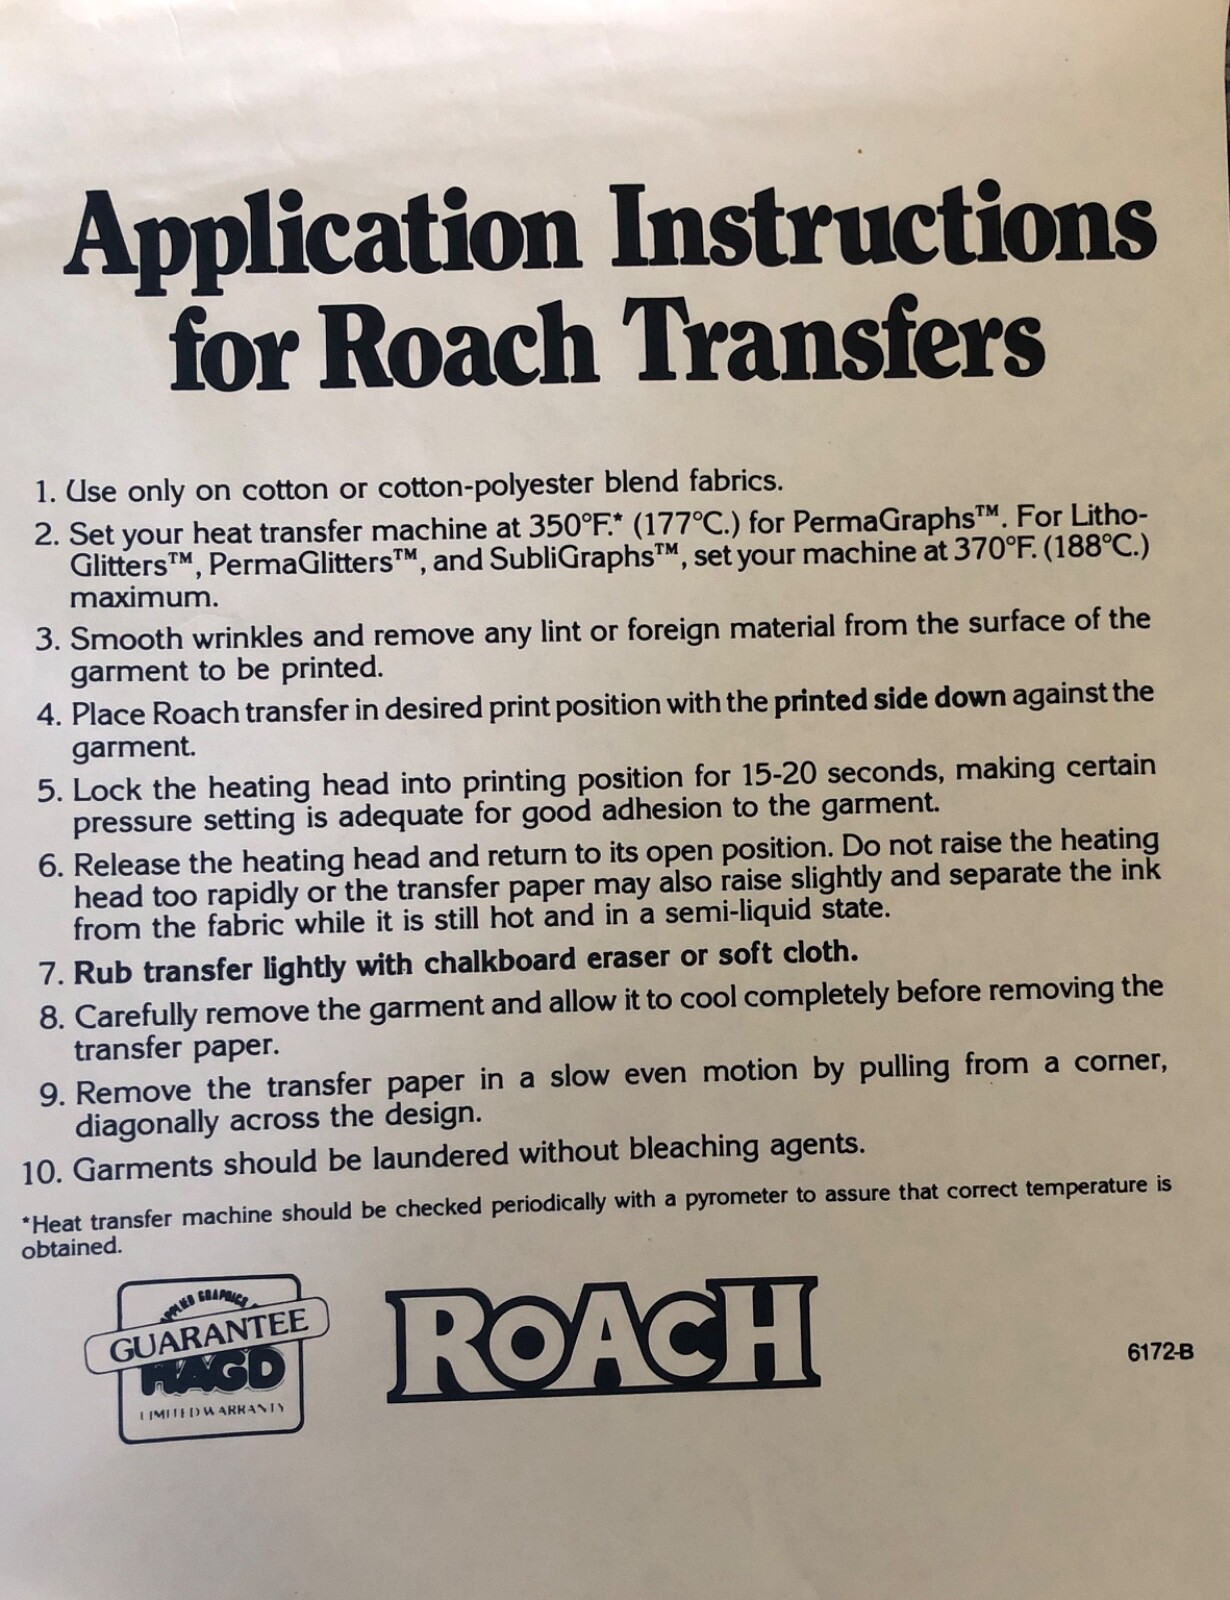 Application Instructions
for Roach Transfers
1. Use only on cotton or cotton-polyester blend fabrics.
2. Set your heat transfer machine at 350°F.* (177°C.) for PermaGraphs™. For Litho-
Glitters™, PermaGlitters™, and SubliGraphs™, set your machine at 370°F. (188°C.)
maximum.
3. Smooth wrinkles and remove any lint or foreign material from the surface of the
garment to be printed.
4. Place Roach transfer in desired print position with the printed side down against the
garment.
5. Lock the heating head into printing position for 15-20 seconds, making certain
pressure setting is adequate for good adhesion to the garment.
6. Release the heating head and return to its open position. Do not raise the heating
head too rapidly or the transfer paper may also raise slightly and separate the ink
from the fabric while it is still hot and in a semi-liquid state.
7. Rub transfer lightly with chalkboard eraser or soft cloth.
8. Carefully remove the garment and allow it to cool completely before removing the
transfer paper.
9. Remove the transfer paper in a slow even motion by pulling from a corner,
diagonally across the design.
10. Garments should be laundered without bleaching agents.
*Heat transfer machine should be checked periodically with a pyrometer to assure that correct temperature is
obtained.
GRAPHICS
GUARANTEE
LIMITED WARRANTY
ROACH
6172-B